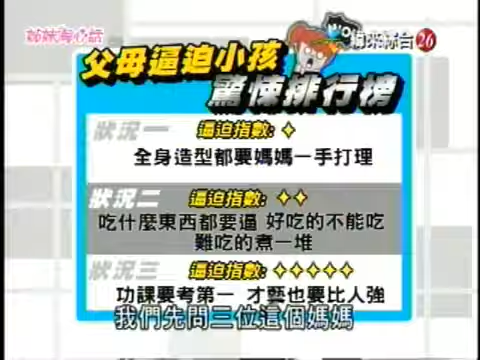 姊妹淘心話
緯來綜合26
父母逼迫小孩
驚悚排行榜
狀況一 逼迫指數:✦
全身造型都要媽媽一手打理
狀況二 逼迫指數:✦✦
吃什麼東西都要逼 好吃的不能吃
難吃的煮一堆
狀況三 逼迫指數:✦✦✦✦✦
功課要考第一 才藝也要比人強
我們先問三位這個媽媽